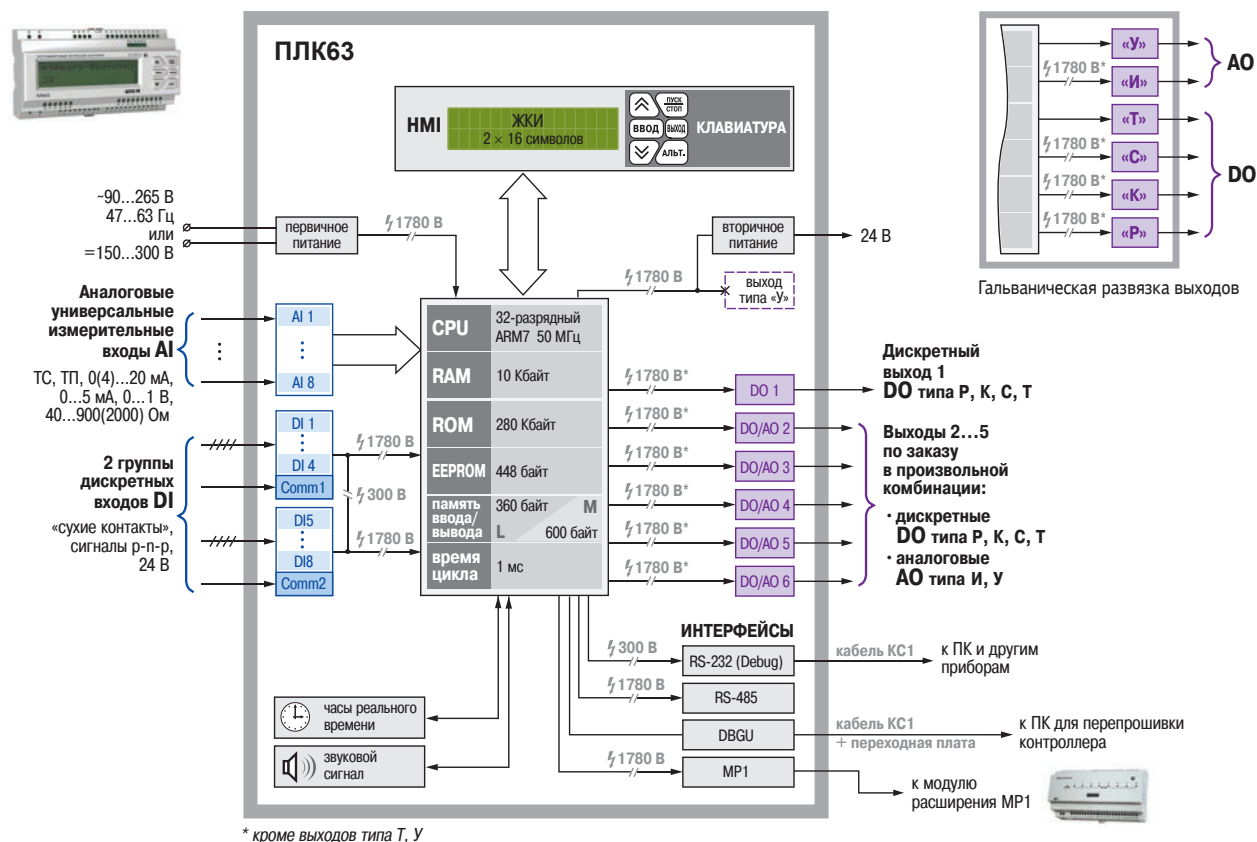 ПЛК63
HMI
ЖКИ
2 × 16 символов
ПУСК
СТОП
ВВОД
ВЫХОД
АЛЬТ.
КЛАВИАТУРА
~90...265 В
47...63 Гц
или
=150...300 В
первичное
питание
1780 В
вторичное
питание
24 В
1780 В
выход
типа «У»
Аналоговые
универсальные
измерительные
входы AI
ТС, ТП, 0(4)...20 мА,
0...5 мА, 0...1 В,
40...900(2000) Ом
AI 1
AI 8
2 группы
дискретных
входов DI
«сухие контакты»,
сигналы p-n-p,
24 В
DI 1
DI 4
Comm1
DI5
DI8
Comm2
1780 В
300 В
1780 В
CPU
32-разрядный
ARM7 50 МГц
RAM
10 Кбайт
ROM
280 Кбайт
EEPROM
448 байт
память
ввода/
вывода
360 байт
M
L
600 байт
время
цикла
1 мс
1780 В*
DO 1
1780 В*
DO/AO 2
1780 В*
DO/AO 3
1780 В*
DO/AO 4
1780 В*
DO/AO 5
1780 В*
DO/AO 6
Дискретный
выход 1
DO типа Р, К, С, Т
Выходы 2...5
по заказу
в произвольной
комбинации:
· дискретные
DO типа Р, К, С, Т
· аналоговые
AO типа И, У
ИНТЕРФЕЙСЫ
300 В
RS-232 (Debug)
кабель КС1
к ПК и другим
приборам
1780 В
RS-485
DBGU
кабель КС1
+ переходная плата
к ПК для перепрошивки
контроллера
1780 В
МР1
к модулю
расширения МР1
часы реального
времени
звуковой
сигнал
* кроме выходов типа Т, У
«У»
1780 В*
«И»
AO
«Т»
1780 В*
«С»
1780 В*
«К»
1780 В*
«Р»
DO
Гальваническая развязка выходов